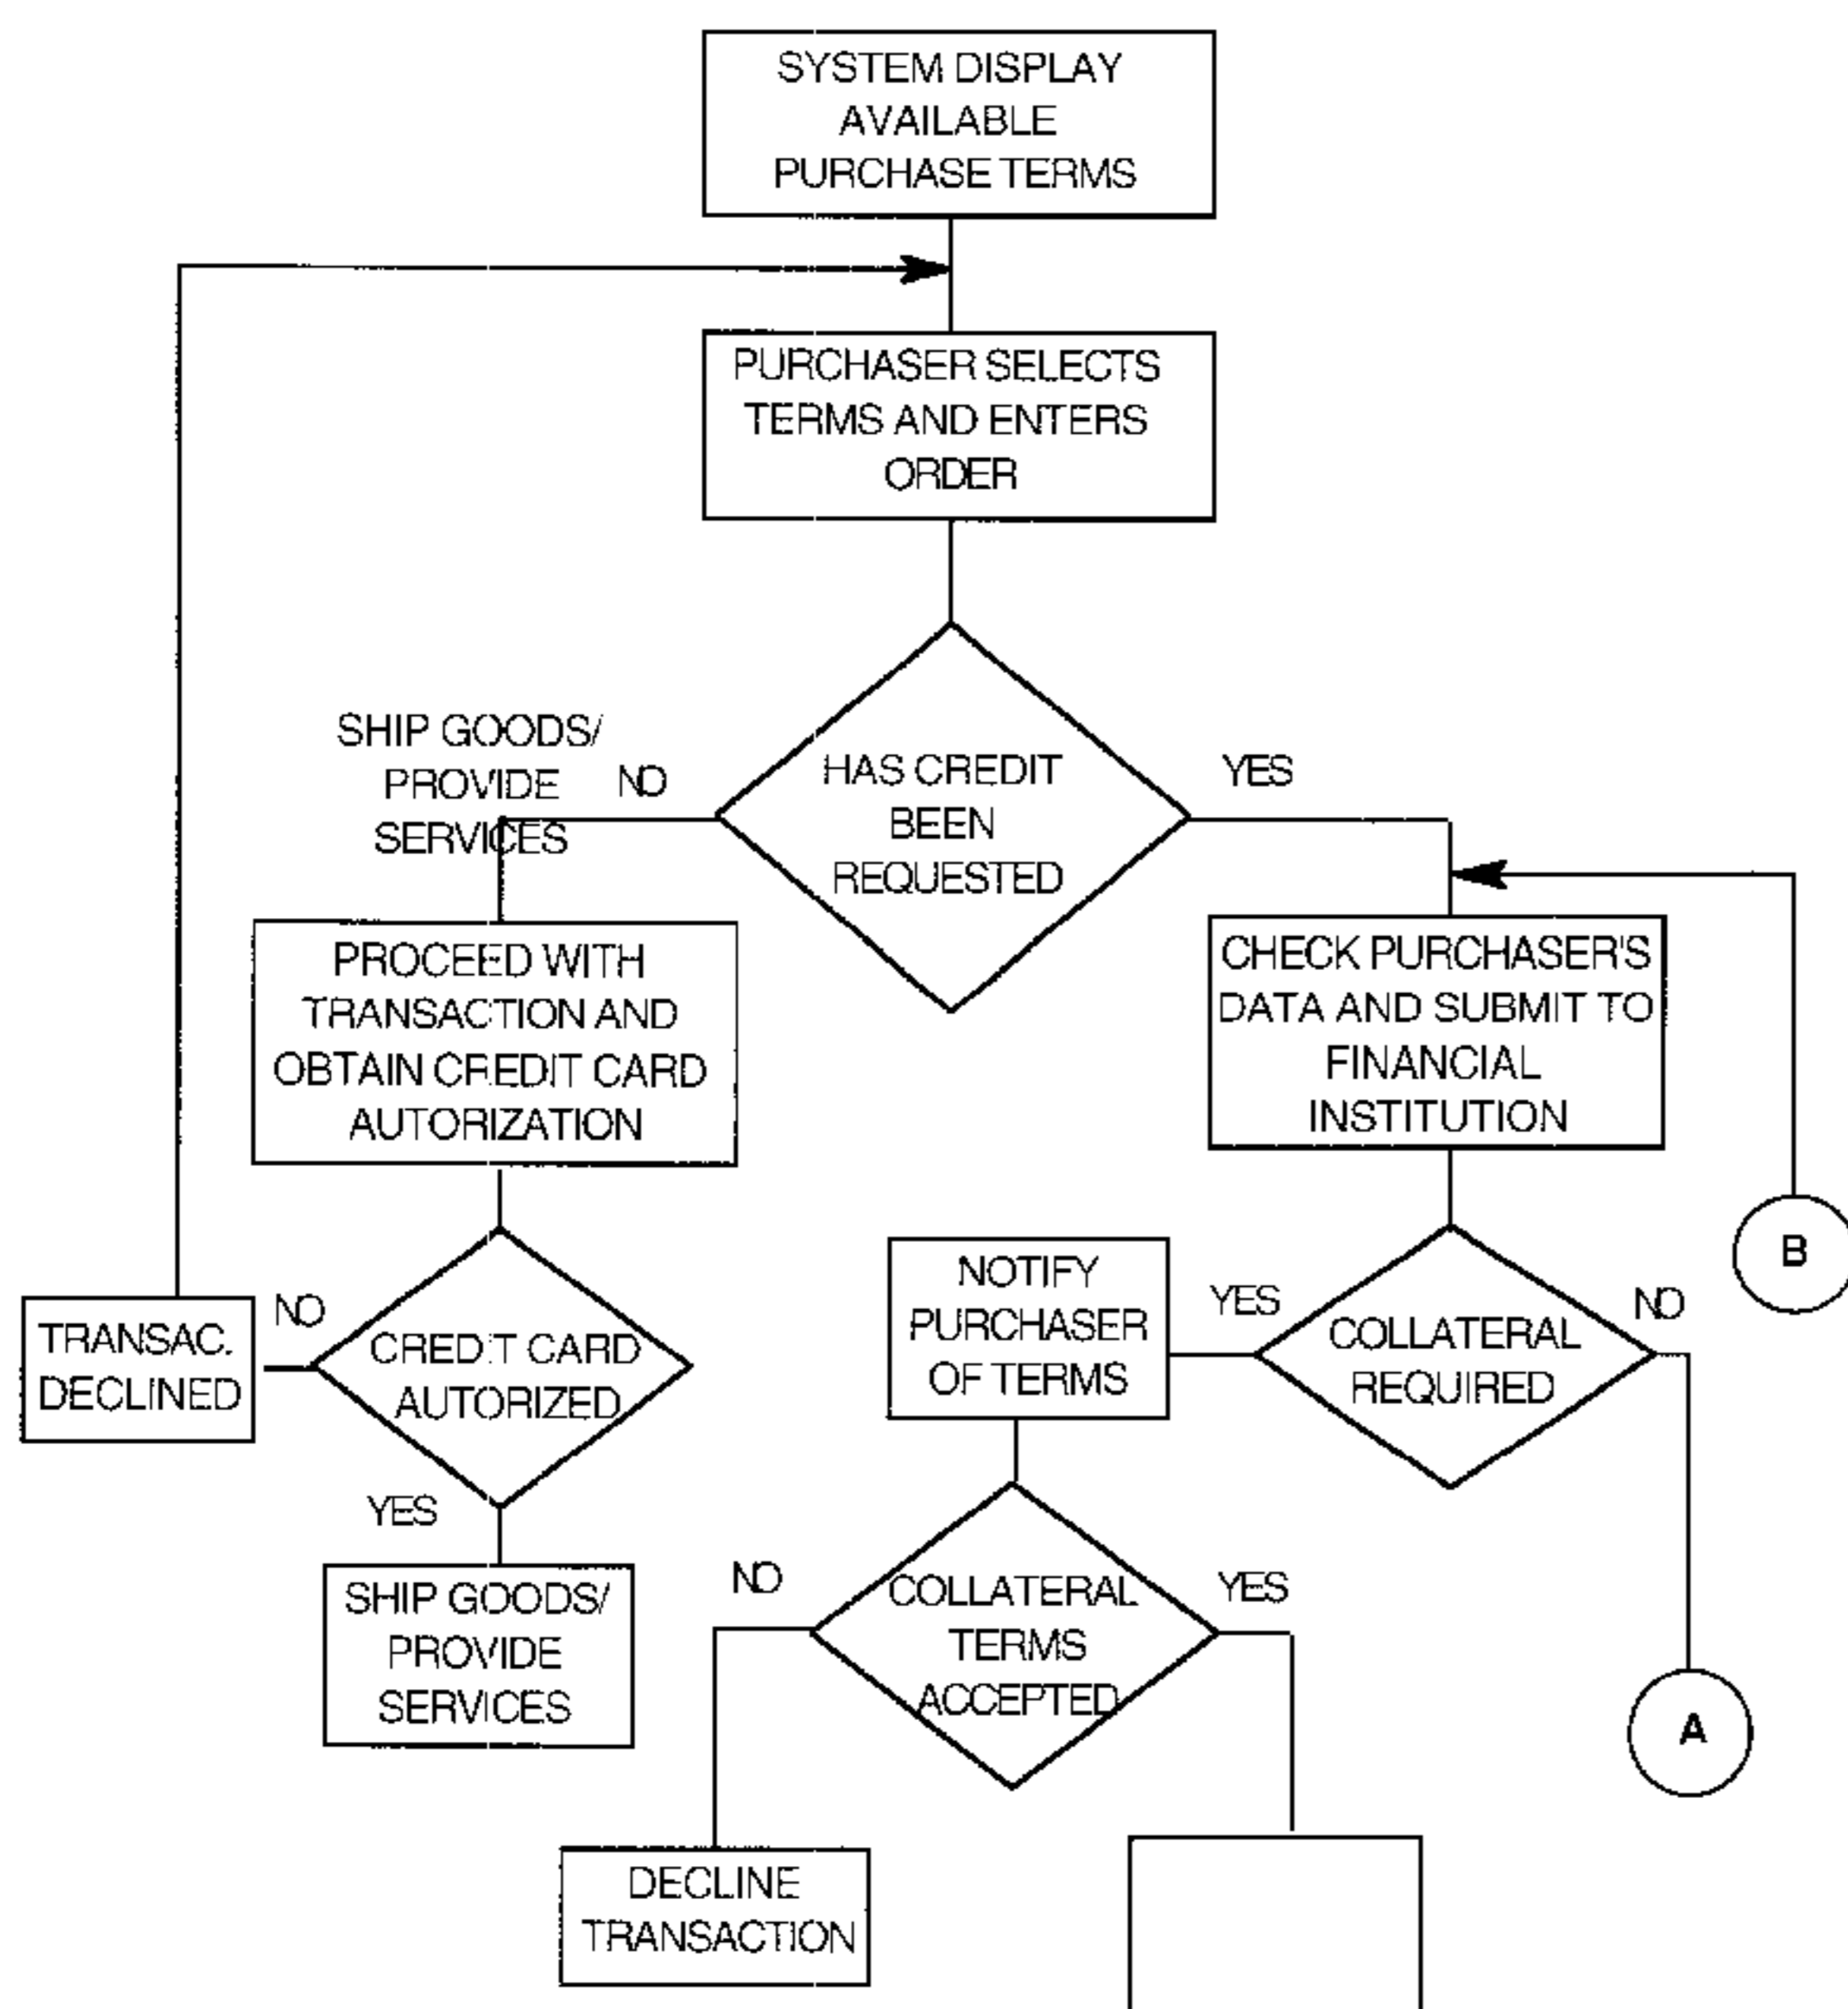 SYSTEM DISPLAY
AVAILABLE
PURCHASE TERMS
PURCHASER SELECTS
TERMS AND ENTERS
ORDER
SHIP GOODS/
PROVIDE
SERVICES
NO
HAS CREDIT
BEEN
REQUESTED
YES
PROCEED WITH
TRANSACTION AND
OBTAIN CREDIT CARD
AUTORIZATION
CHECK PURCHASER'S
DATA AND SUBMIT TO
FINANCIAL
INSTITUTION
B
TRANSAC.
DECLINED
NO
CREDIT CARD
AUTORIZED
YES
NOTIFY
PURCHASER
OF TERMS
YES
COLLATERAL
REQUIRED
NO
SHIP GOODS/
PROVIDE
SERVICES
NO
COLLATERAL
TERMS
ACCEPTED
YES
A
DECLINE
TRANSACTION